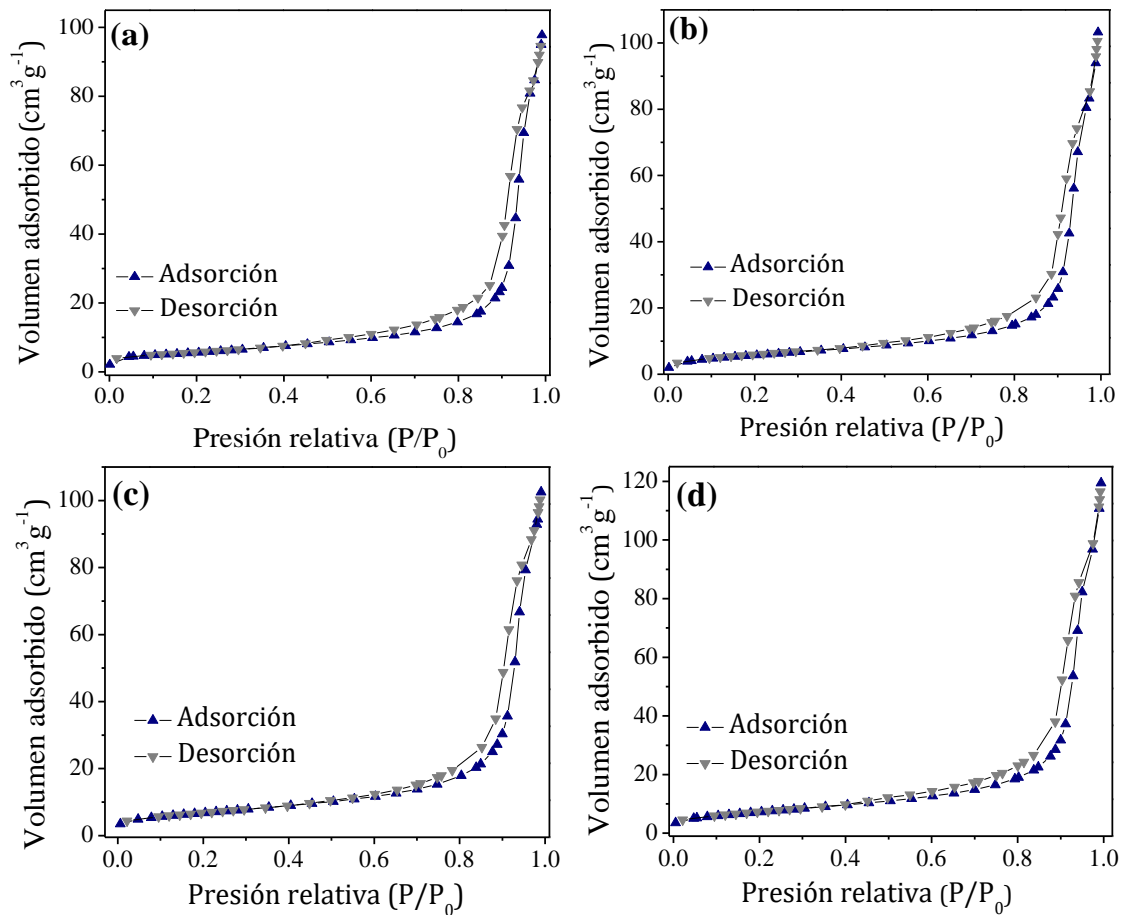 (a)
Volumen adsorbido (cm³g⁻¹)
100
80
60
40
20
0
Adsorción
Desorción
0.0 0.2 0.4 0.6 0.8 1.0
Presión relativa (P/P₀)
(b)
Volumen adsorbido (cm³g⁻¹)
100
80
60
40
20
0
Adsorción
Desorción
0.0 0.2 0.4 0.6 0.8 1.0
Presión relativa (P/P₀)
(c)
Volumen adsorbido (cm³g⁻¹)
100
80
60
40
20
0
Adsorción
Desorción
0.0 0.2 0.4 0.6 0.8 1.0
Presión relativa (P/P₀)
(d)
Volumen adsorbido (cm³g⁻¹)
120
100
80
60
40
20
0
Adsorción
Desorción
0.0 0.2 0.4 0.6 0.8 1.0
Presión relativa (P/P₀)